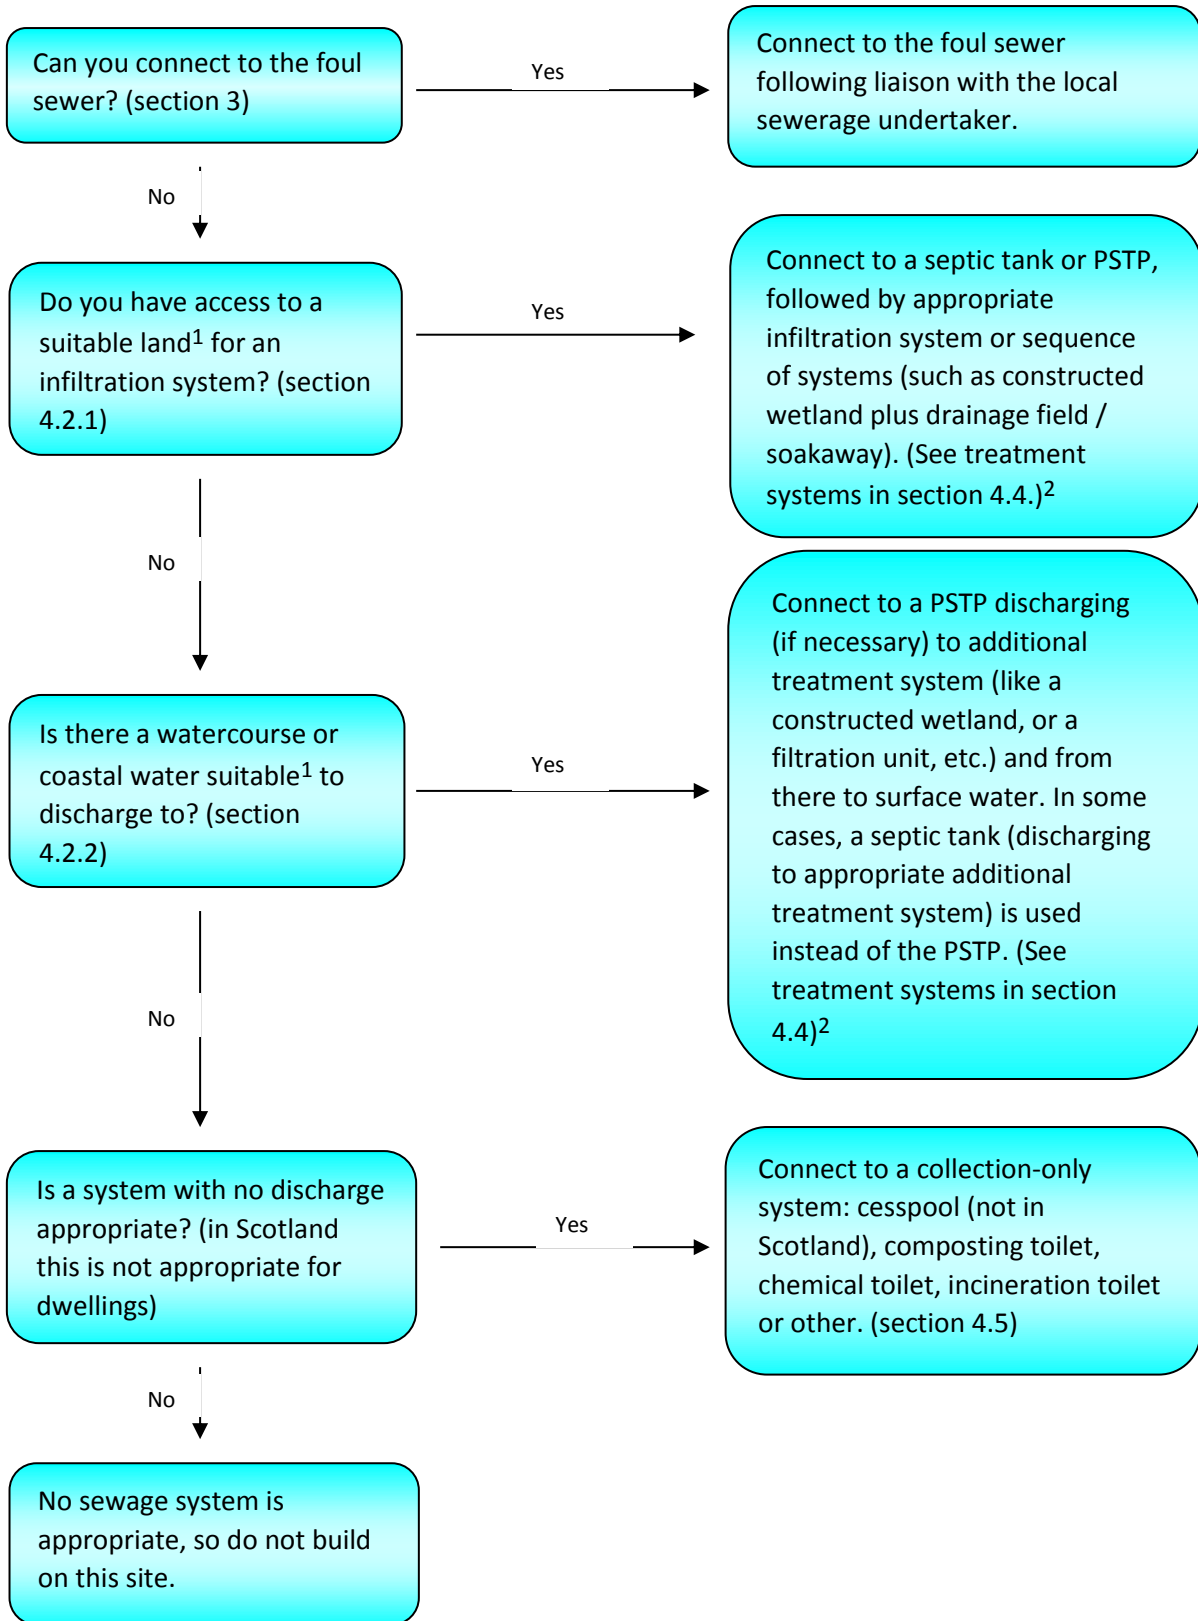 Can you connect to the foul
sewer? (section 3)
Yes
Connect to the foul sewer
following liaison with the local
sewerage undertaker.
No
Do you have access to a
suitable land¹ for an
infiltration system? (section
4.2.1)
Yes
Connect to a septic tank or PSTP,
followed by appropriate
infiltration system or sequence
of systems (such as constructed
wetland plus drainage field /
soakaway). (See treatment
systems in section 4.4.)²
No
Is there a watercourse or
coastal water suitable¹ to
discharge to? (section
4.2.2)
Yes
Connect to a PSTP discharging
(if necessary) to additional
treatment system (like a
constructed wetland, or a
filtration unit, etc.) and from
there to surface water. In some
cases, a septic tank (discharging
to appropriate additional
treatment system) is used
instead of the PSTP. (See
treatment systems in section
4.4)²
No
Is a system with no discharge
appropriate? (in Scotland
this is not appropriate for
dwellings)
Yes
Connect to a collection-only
system: cesspool (not in
Scotland), composting toilet,
chemical toilet, incineration toilet
or other. (section 4.5)
No
No sewage system is
appropriate, so do not build
on this site.